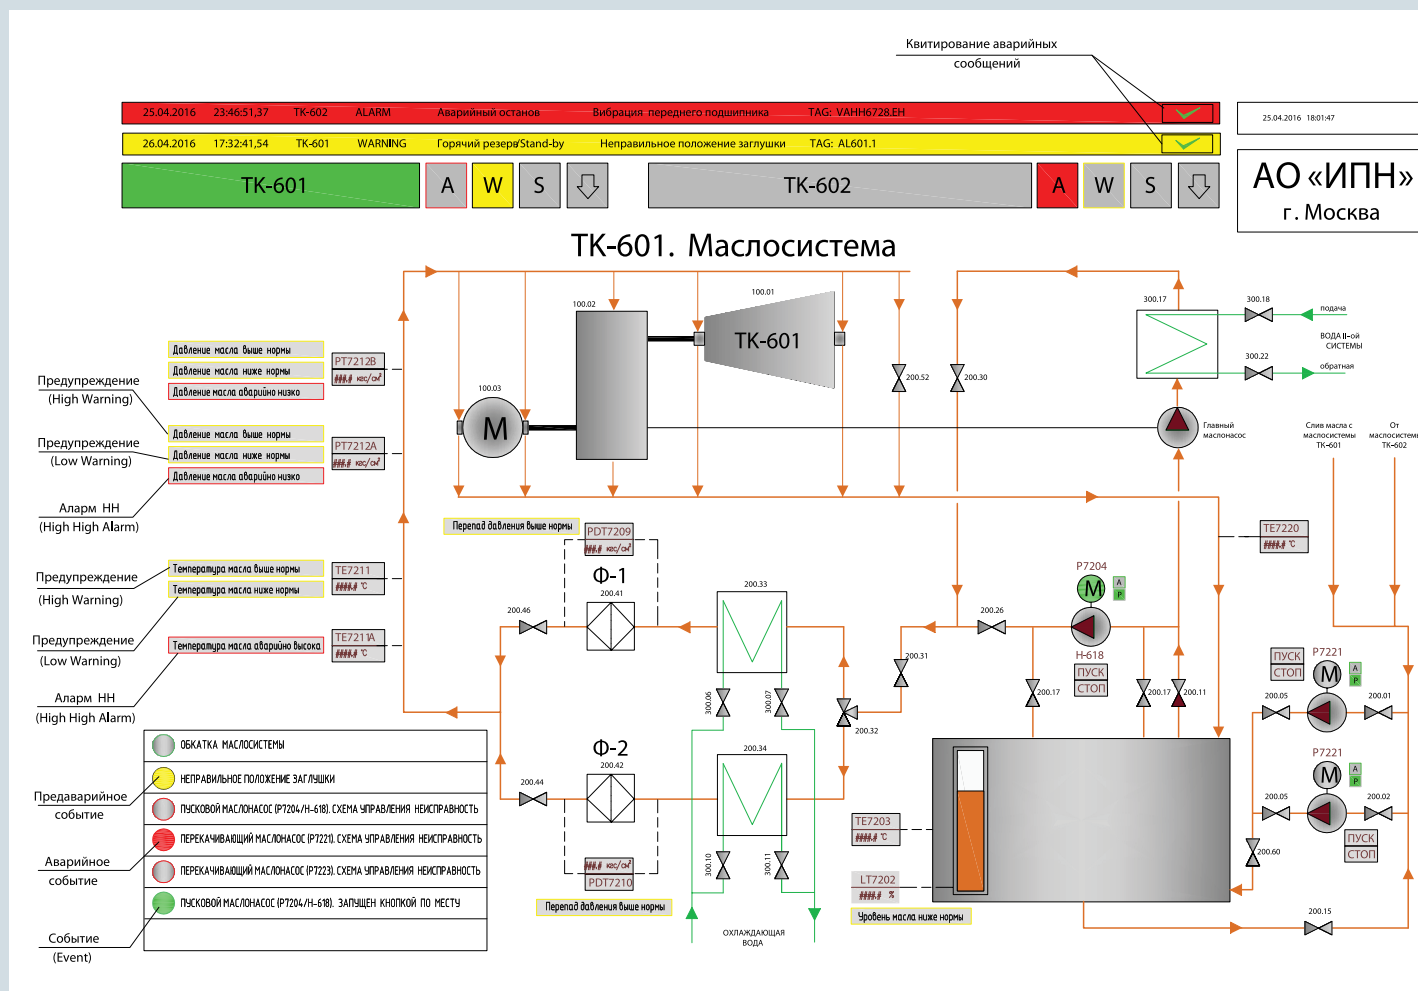 Квитирование аварийных
сообщений
25.04.2016 23:46:51,37 ТК-602 ALARM Аварийный останов Вибрация переднего подшипника TAG: VAHH6728.EH
26.04.2016 17:32:41,54 ТК-601 WARNING Горячий резерв/Stand-by Неправильное положение заглушки TAG: AL601.1
25.04.2016 18:01:47
ТК-601 A W S ТК-602 A W S
АО «ИПН»
г. Москва
ТК-601. Маслосистема
100.02
100.01
ТК-601
100.03
M
200.52
200.30
300.17
300.18
подача
ВОДА II-ой
СИСТЕМЫ
300.22
обратная
Главный
маслонасос
Слив масла с
маслосистемы
ТК-601
От
маслосистемы
ТК-602
Давление масла выше нормы
Давление масла ниже нормы
Давление масла аварийно низко
PT7212B
###.# кгс/см²
Предупреждение
(High Warning)
Давление масла выше нормы
Давление масла ниже нормы
Давление масла аварийно низко
PT7212A
###.# кгс/см²
Предупреждение
(Low Warning)
Аларм НН
(High High Alarm)
Предупреждение
(High Warning)
Температура масла выше нормы
Температура масла ниже нормы
TE7211
####.# °C
Предупреждение
(Low Warning)
Температура масла аварийно высока
TE7211A
####.# °C
Аларм НН
(High High Alarm)
Перепад давления выше нормы
PDT7209
###.# кгс/см²
Ф-1
200.41
200.46
200.33
300.06
300.07
200.31
200.32
200.26
P7204
M
А
Р
Н-618
ПУСК
СТОП
200.17
200.17
200.11
TE7220
####.# °C
ПУСК
СТОП
P7221
M
А
Р
200.05
200.01
P7221
M
А
Р
200.05
200.02
ПУСК
СТОП
200.60
200.15
Ф-2
200.42
200.44
200.34
300.10
300.11
###.# кгс/см²
PDT7210
Перепад давления выше нормы
ОХЛАЖДАЮЩАЯ
ВОДА
TE7203
####.# °C
LT7202
####.# %
Уровень масла ниже нормы
ОБКАТКА МАСЛОСИСТЕМЫ
НЕПРАВИЛЬНОЕ ПОЛОЖЕНИЕ ЗАГЛУШКИ
ПУСКОВОЙ МАСЛОНАСОС (P7204/Н-618). СХЕМА УПРАВЛЕНИЯ НЕИСПРАВНОСТЬ
ПЕРЕКАЧИВАЮЩИЙ МАСЛОНАСОС (P7221). СХЕМА УПРАВЛЕНИЯ НЕИСПРАВНОСТЬ
ПЕРЕКАЧИВАЮЩИЙ МАСЛОНАСОС (P7223). СХЕМА УПРАВЛЕНИЯ НЕИСПРАВНОСТЬ
ПУСКОВОЙ МАСЛОНАСОС (P7204/Н-618). ЗАПУЩЕН КНОПКОЙ ПО МЕСТУ
Предаварийное
событие
Аварийное
событие
Событие
(Event)